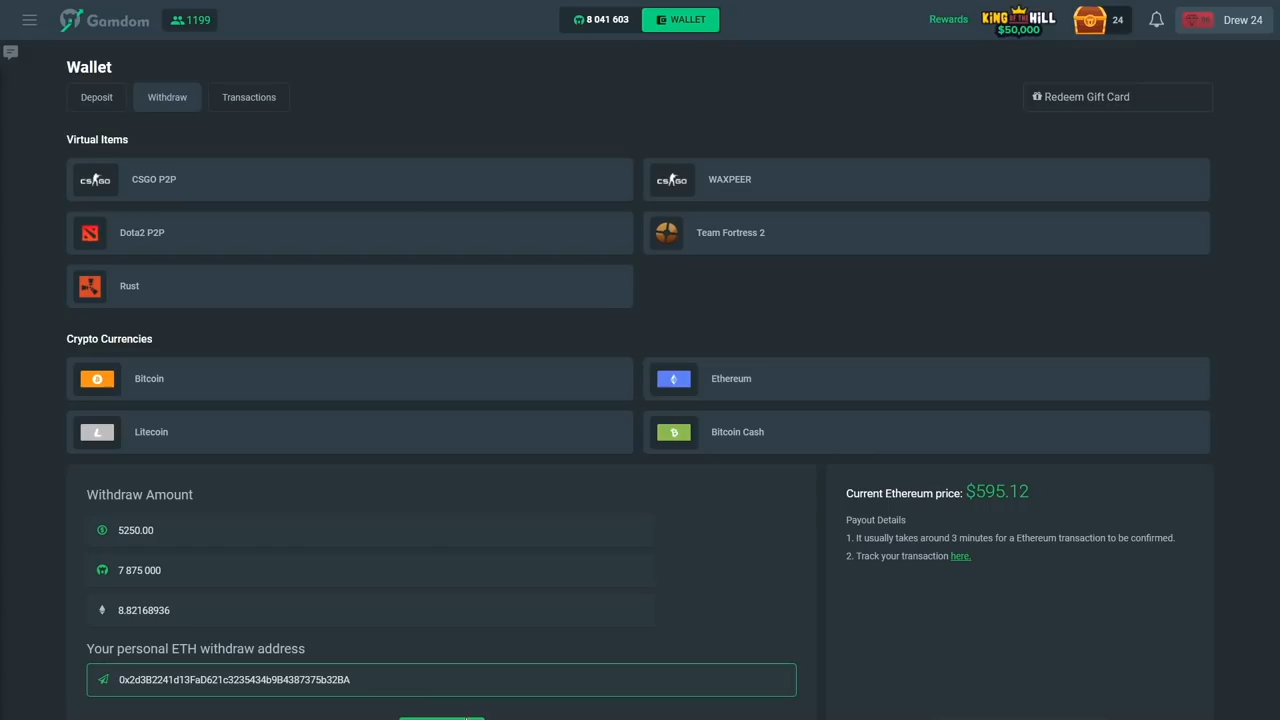 Gamdom
1199
8 041 603
WALLET
Rewards
KING OF THE HILL
$50,000
24
Drew 24
Wallet
Deposit
Withdraw
Transactions
Redeem Gift Card
Virtual Items
CS GO
CSGO P2P
CS GO
WAXPEER
Dota2 P2P
Team Fortress 2
Rust
Crypto Currencies
Bitcoin
Ethereum
Litecoin
Bitcoin Cash
Withdraw Amount
5250.00
7 875 000
8.82168936
Your personal ETH withdraw address
0x2d3B2241d13FaD621c3235434b9B4387375b32BA
Current Ethereum price: $595.12
Payout Details
1. It usually takes around 3 minutes for a Ethereum transaction to be confirmed.
2. Track your transaction here.